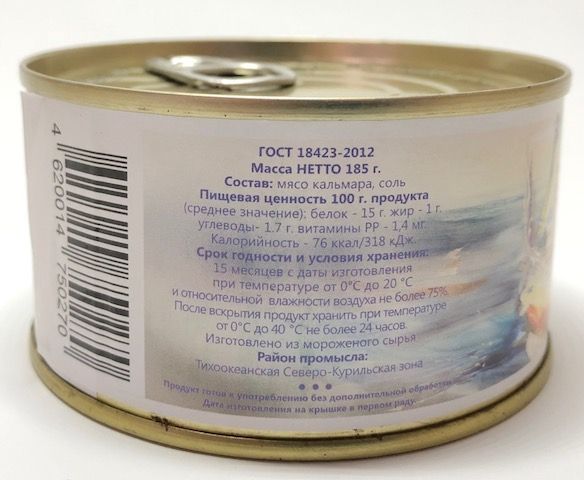 ГОСТ 18423-2012
Масса НЕТТО 185 г.
Состав: мясо кальмара, соль
Пищевая ценность 100 г. продукта
(среднее значение): белок - 15 г. жир - 1 г.
углеводы- 1,7 г. витамины РР - 1,4 мг.
Калорийность - 76 ккал/318 кДж.
Срок годности и условия хранения:
15 месяцев с даты изготовления
при температуре от 0°С до 20 °С
и относительной влажности воздуха не более 75%.
После вскрытия продукт хранить при температуре
от 0°С до 40 °С не более 24 часов.
Изготовлено из мороженого сырья
Район промысла:
Тихоокеанская Северо-Курильская зона
Продукт готов к употреблению без дополнительной обработки
Дата изготовления на крышке в первом ряду.
4 620014 750270